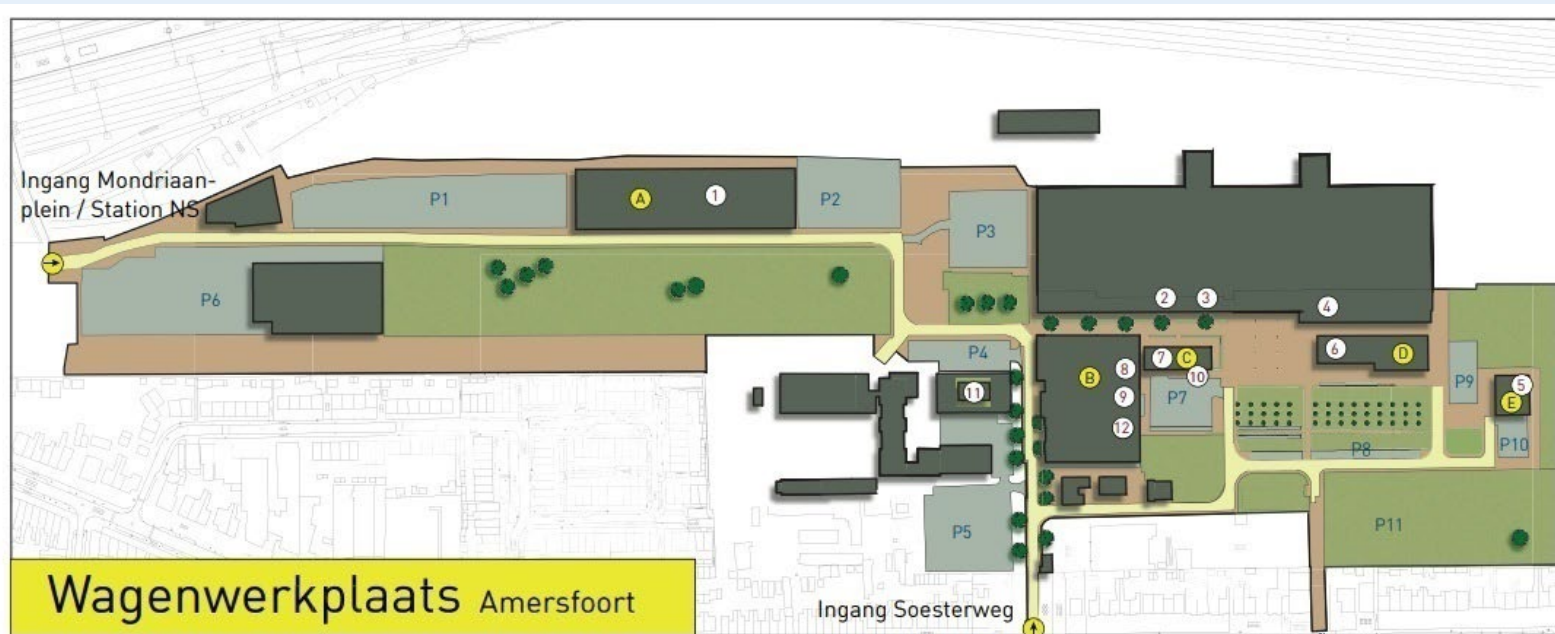 Ingang Mondriaan-
plein / Station NS
P1
A
1
P2
P3
P6
2
3
4
P4
B
8
7
C
10
6
D
P9
5
E
11
9
P7
12
P10
P8
P5
P11
Wagenwerkplaats Amersfoort
Ingang Soesterweg